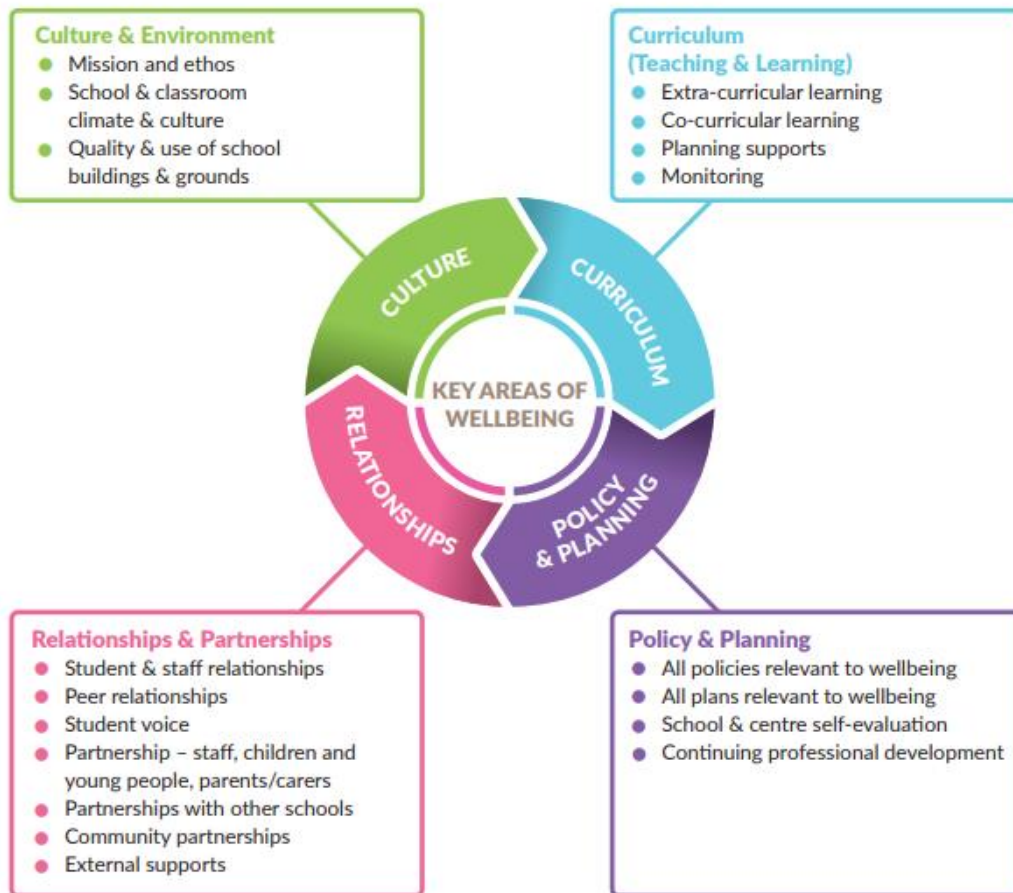 Culture & Environment
● Mission and ethos
● School & classroom
climate & culture
● Quality & use of school
buildings & grounds
Curriculum
(Teaching & Learning)
● Extra-curricular learning
● Co-curricular learning
● Planning supports
● Monitoring
CULTURE
CURRICULUM
KEY AREAS OF
WELLBEING
RELATIONSHIPS
POLICY
& PLANNING
Relationships & Partnerships
● Student & staff relationships
● Peer relationships
● Student voice
● Partnership – staff, children and
young people, parents/carers
● Partnerships with other schools
● Community partnerships
● External supports
Policy & Planning
● All policies relevant to wellbeing
● All plans relevant to wellbeing
● School & centre self-evaluation
● Continuing professional development